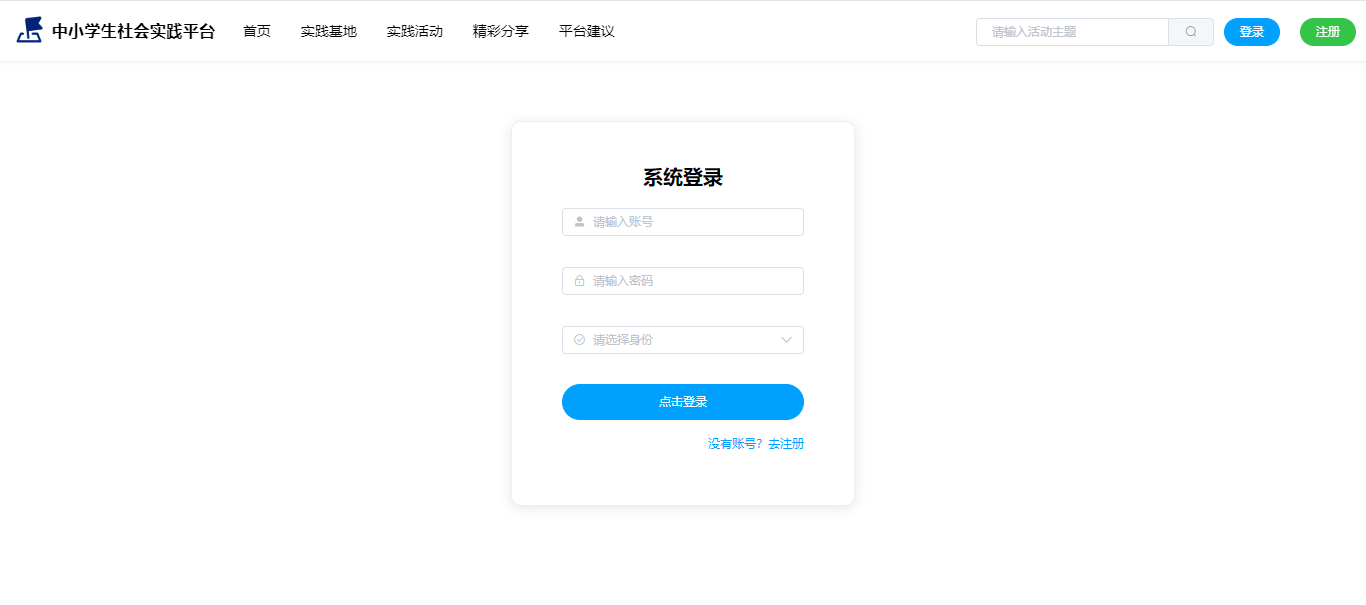 中小学生社会实践平台 首页 实践基地 实践活动 精彩分享 平台建议 请输入活动主题 登录 注册
系统登录
请输入账号
请输入密码
请选择身份
点击登录
没有账号？去注册